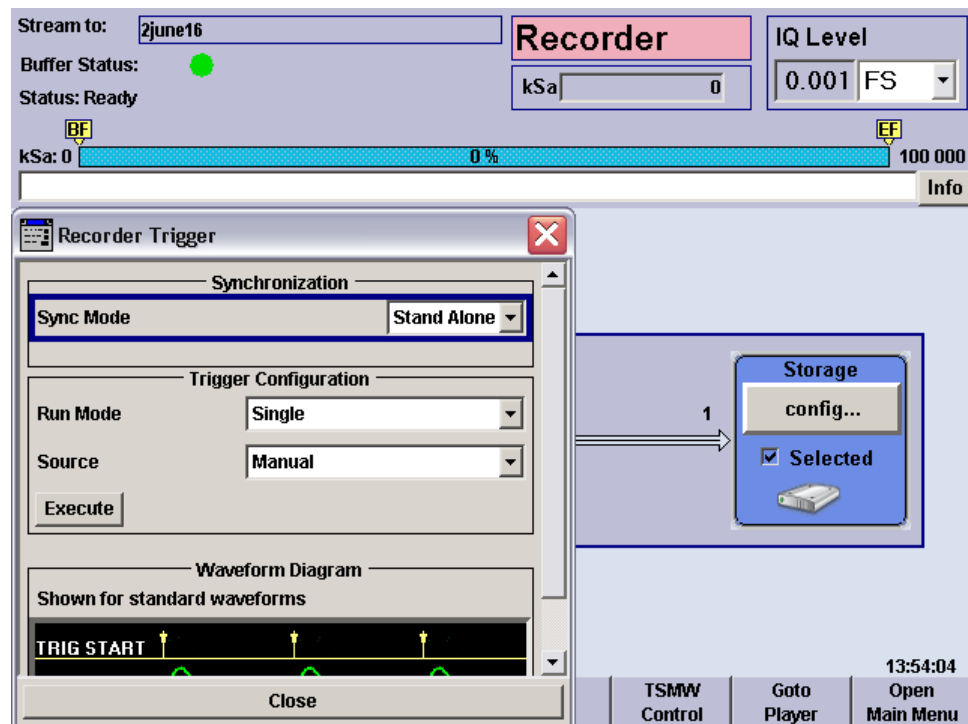 Stream to: 2june16
Recorder
IQ Level
Buffer Status:
kSa 0
0.001 FS
Status: Ready
BF
EF
kSa: 0
0 %
100 000
Info
Recorder Trigger
Synchronization
Sync Mode Stand Alone
Trigger Configuration
Run Mode Single
Source Manual
Execute
Waveform Diagram
Shown for standard waveforms
TRIG START
Close
Storage
config...
1
Selected
13:54:04
TSMW
Control
Goto
Player
Open
Main Menu